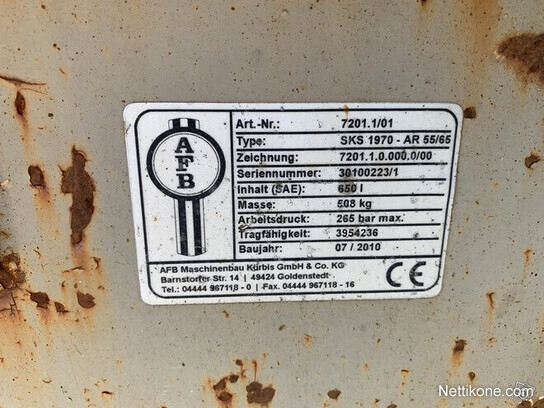 AFB
Art.-Nr.: 7201.1/01
Type: SKS 1970 - AR 55/65
Zeichnung: 7201.1.0.000.0/00
Seriennummer: 30100223/1
Inhalt (SAE): 650 l
Masse: 508 kg
Arbeitsdruck: 265 bar max.
Tragfähigkeit: 3954236
Baujahr: 07 / 2010
AFB Maschinenbau Kürbis GmbH & Co. KG
Barnstorfer Str. 14 | 49424 Goldenstedt
Tel.: 04444 967118 - 0 | Fax. 04444 967118 - 16
CE
Nettikone.com